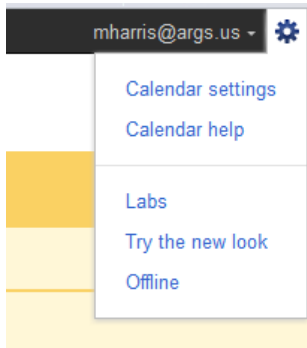 mharris@args.us
Calendar settings
Calendar help
Labs
Try the new look
Offline